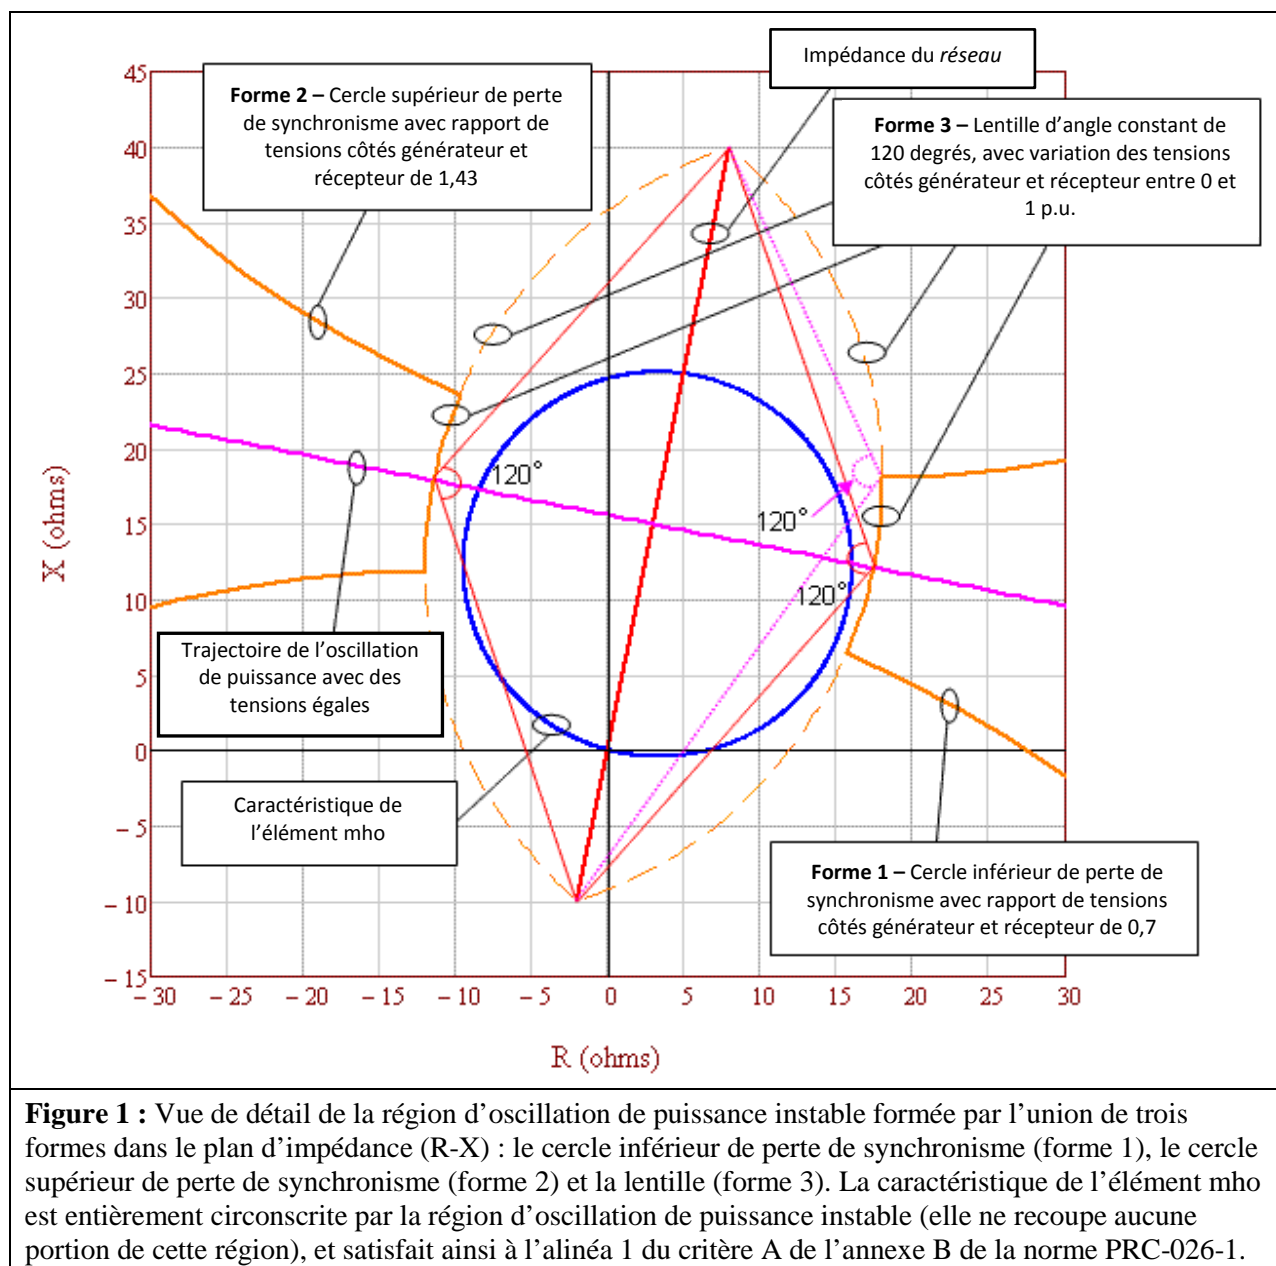 Impédance du réseau
Forme 2 – Cercle supérieur de perte
de synchronisme avec rapport de
tensions côtés générateur et
récepteur de 1,43
Forme 3 – Lentille d’angle constant de
120 degrés, avec variation des tensions
côtés générateur et récepteur entre 0 et
1 p.u.
45
40
35
30
25
20
15
10
5
0
– 5
– 10
– 15
X (ohms)
120°
120°
120°
Trajectoire de l’oscillation
de puissance avec des
tensions égales
Caractéristique de
l’élément mho
Forme 1 – Cercle inférieur de perte de
synchronisme avec rapport de tensions
côtés générateur et récepteur de 0,7
– 30 – 25 – 20 – 15 – 10 – 5 0 5 10 15 20 25 30
R (ohms)
Figure 1 : Vue de détail de la région d’oscillation de puissance instable formée par l’union de trois
formes dans le plan d’impédance (R-X) : le cercle inférieur de perte de synchronisme (forme 1), le cercle
supérieur de perte de synchronisme (forme 2) et la lentille (forme 3). La caractéristique de l’élément mho
est entièrement circonscrite par la région d’oscillation de puissance instable (elle ne recoupe aucune
portion de cette région), et satisfait ainsi à l’alinéa 1 du critère A de l’annexe B de la norme PRC-026-1.